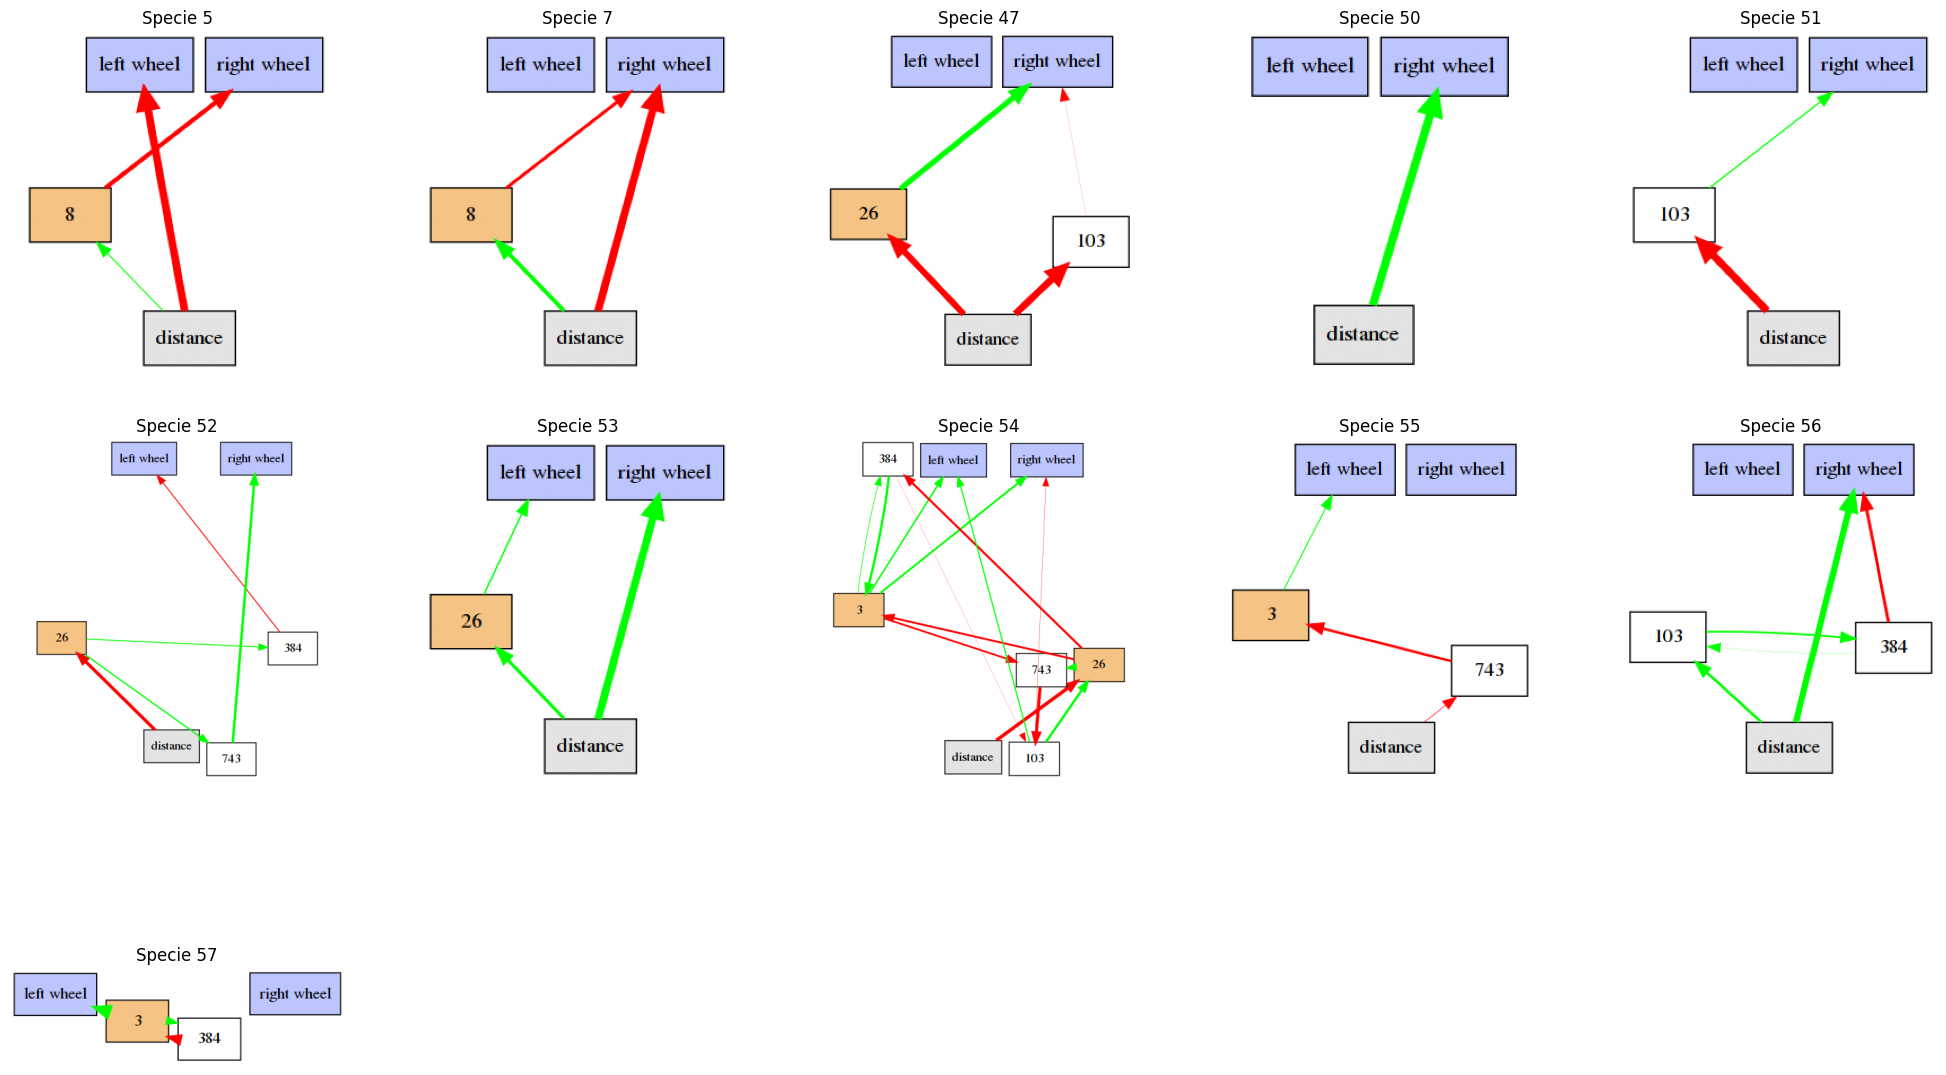 Specie 5
left wheel
right wheel
8
distance
Specie 7
left wheel
right wheel
8
distance
Specie 47
left wheel
right wheel
26
103
distance
Specie 50
left wheel
right wheel
distance
Specie 51
left wheel
right wheel
103
distance
Specie 52
left wheel
right wheel
26
384
distance
743
Specie 53
left wheel
right wheel
26
distance
Specie 54
384
left wheel
right wheel
3
743
26
distance
103
Specie 55
left wheel
right wheel
3
743
distance
Specie 56
left wheel
right wheel
103
384
distance
Specie 57
left wheel
right wheel
3
384